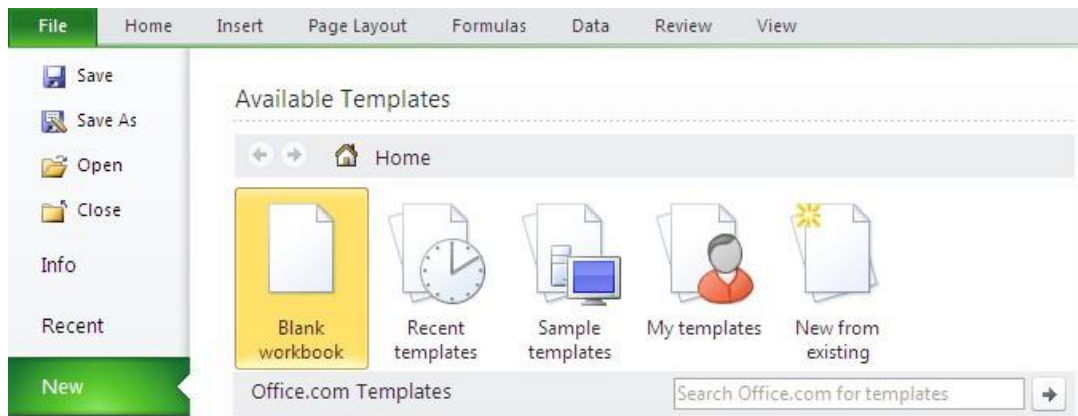 File Home Insert Page Layout Formulas Data Review View
Save
Save As
Open
Close
Info
Recent
New
Available Templates
Home
Blank workbook
Recent templates
Sample templates
My templates
New from existing
Office.com Templates
Search Office.com for templates